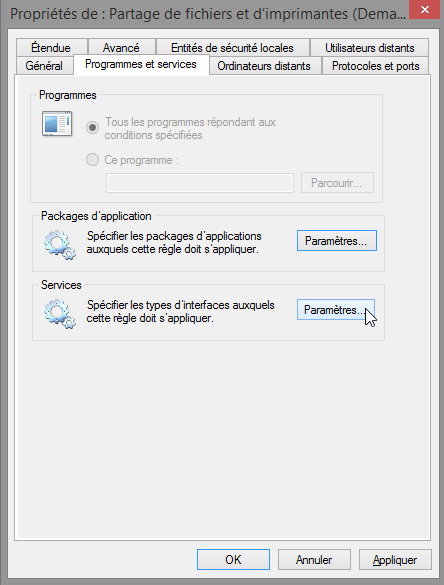 Propriétés de : Partage de fichiers et d'imprimantes (Dema...
Étendue Avancé Entités de sécurité locales Utilisateurs distants
Général Programmes et services Ordinateurs distants Protocoles et ports
Programmes
Tous les programmes répondant aux
conditions spécifiées
Ce programme :
Parcourir...
Packages d'application
Spécifier les packages d'applications
auxquels cette règle doit s'appliquer.
Paramètres...
Services
Spécifier les types d'interfaces auxquels
cette règle doit s'appliquer.
Paramètres...
OK Annuler Appliquer